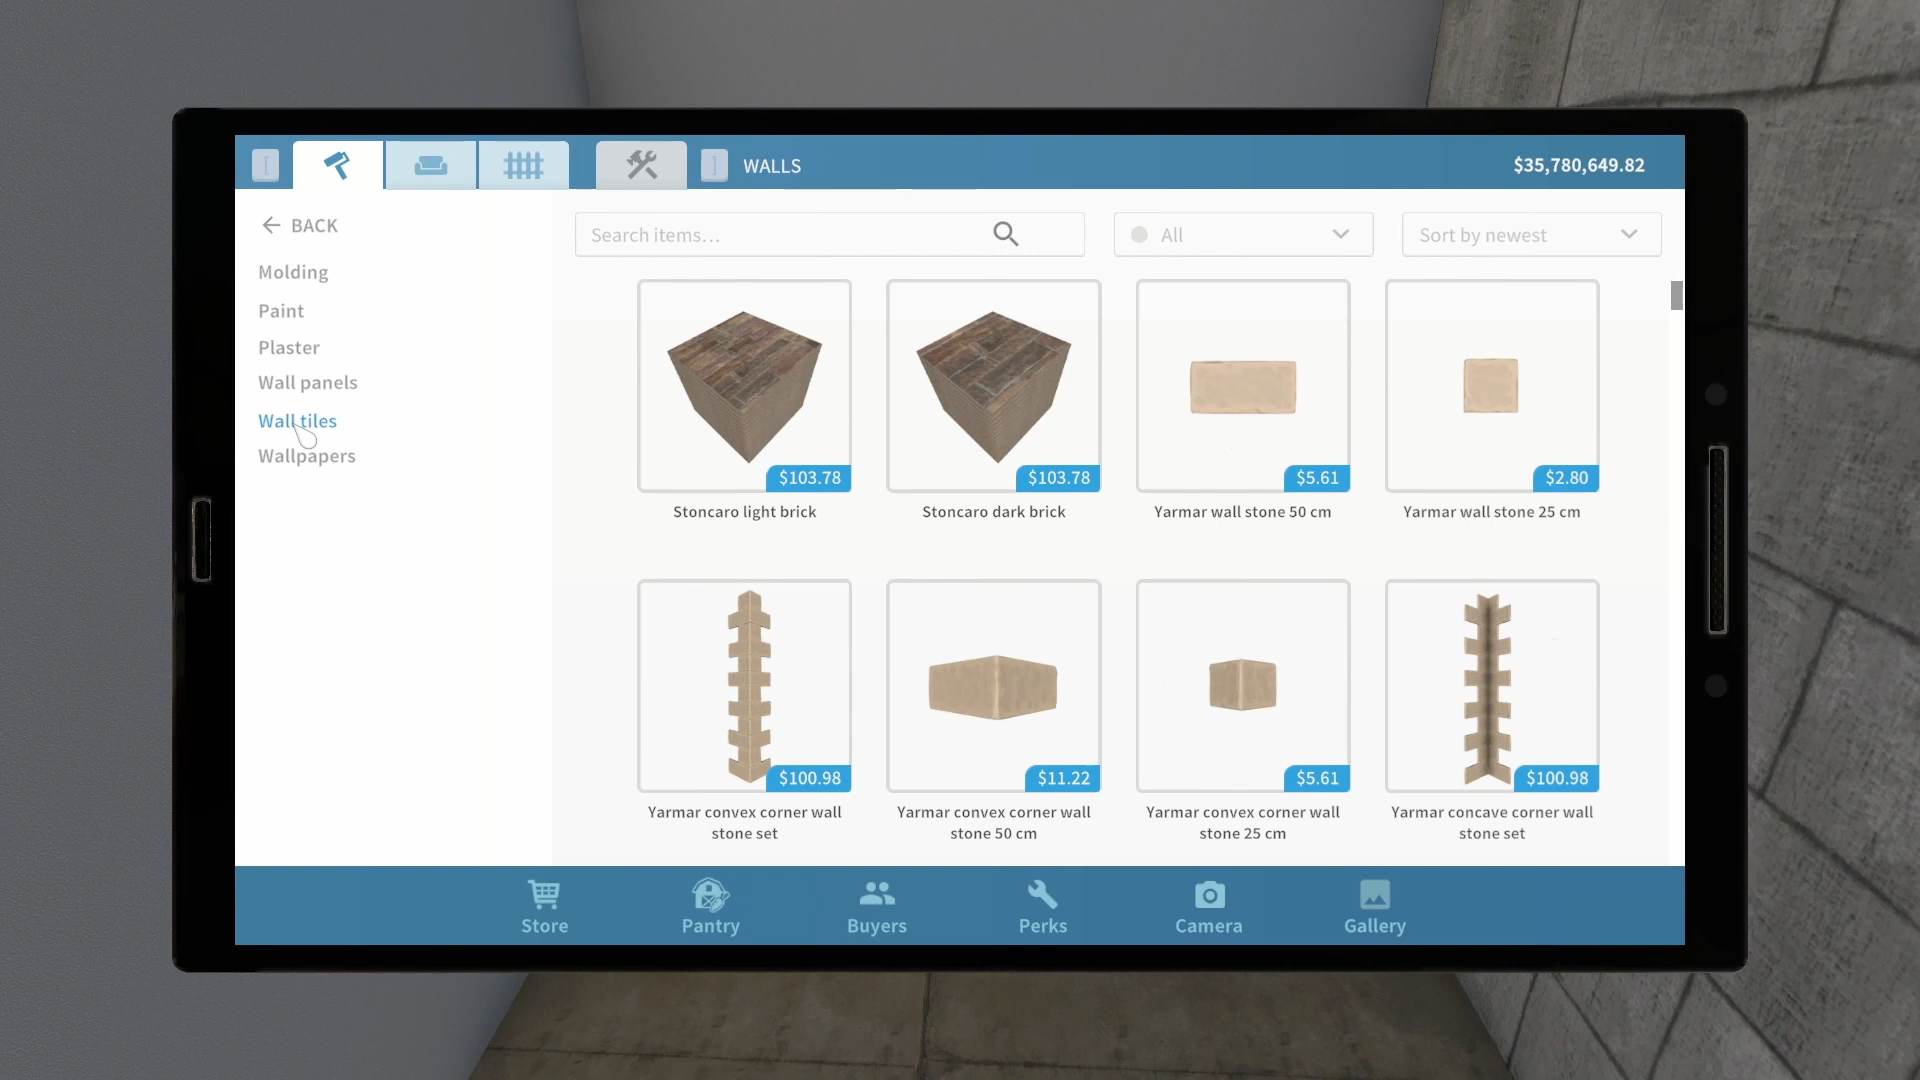 [
]
WALLS
$35,780,649.82
BACK
Molding
Paint
Plaster
Wall panels
Wall tiles
Wallpapers
Search items...
All
Sort by newest
$103.78
$103.78
$5.61
$2.80
Stoncaro light brick
Stoncaro dark brick
Yarmar wall stone 50 cm
Yarmar wall stone 25 cm
$100.98
$11.22
$5.61
$100.98
Yarmar convex corner wall
stone set
Yarmar convex corner wall
stone 50 cm
Yarmar convex corner wall
stone 25 cm
Yarmar concave corner wall
stone set
Store
Pantry
Buyers
Perks
Camera
Gallery